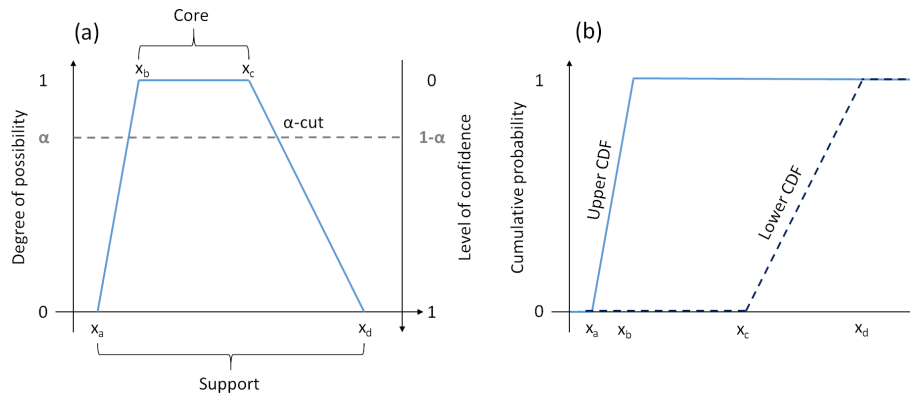 Core
(a)
(b)
x_b
x_c
1
0
1
α-cut
α
1-α
Degree of possibility
Level of confidence
Cumulative probability
Upper CDF
Lower CDF
0
1
0
x_a
x_d
x_a
x_b
x_c
x_d
Support